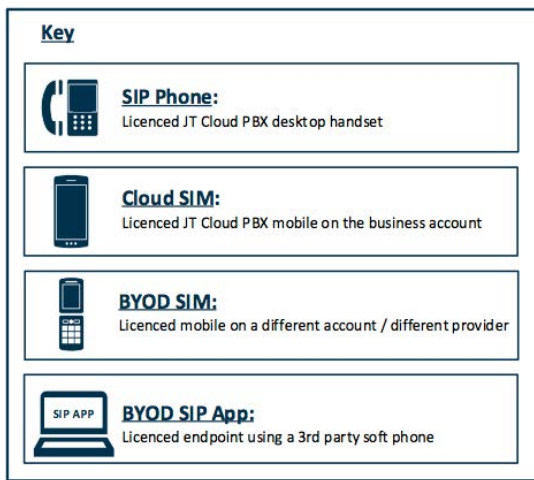 Key
SIP Phone:
Licenced JT Cloud PBX desktop handset
Cloud SIM:
Licenced JT Cloud PBX mobile on the business account
BYOD SIM:
Licenced mobile on a different account / different provider
SIP APP
BYOD SIP App:
Licenced endpoint using a 3rd party soft phone